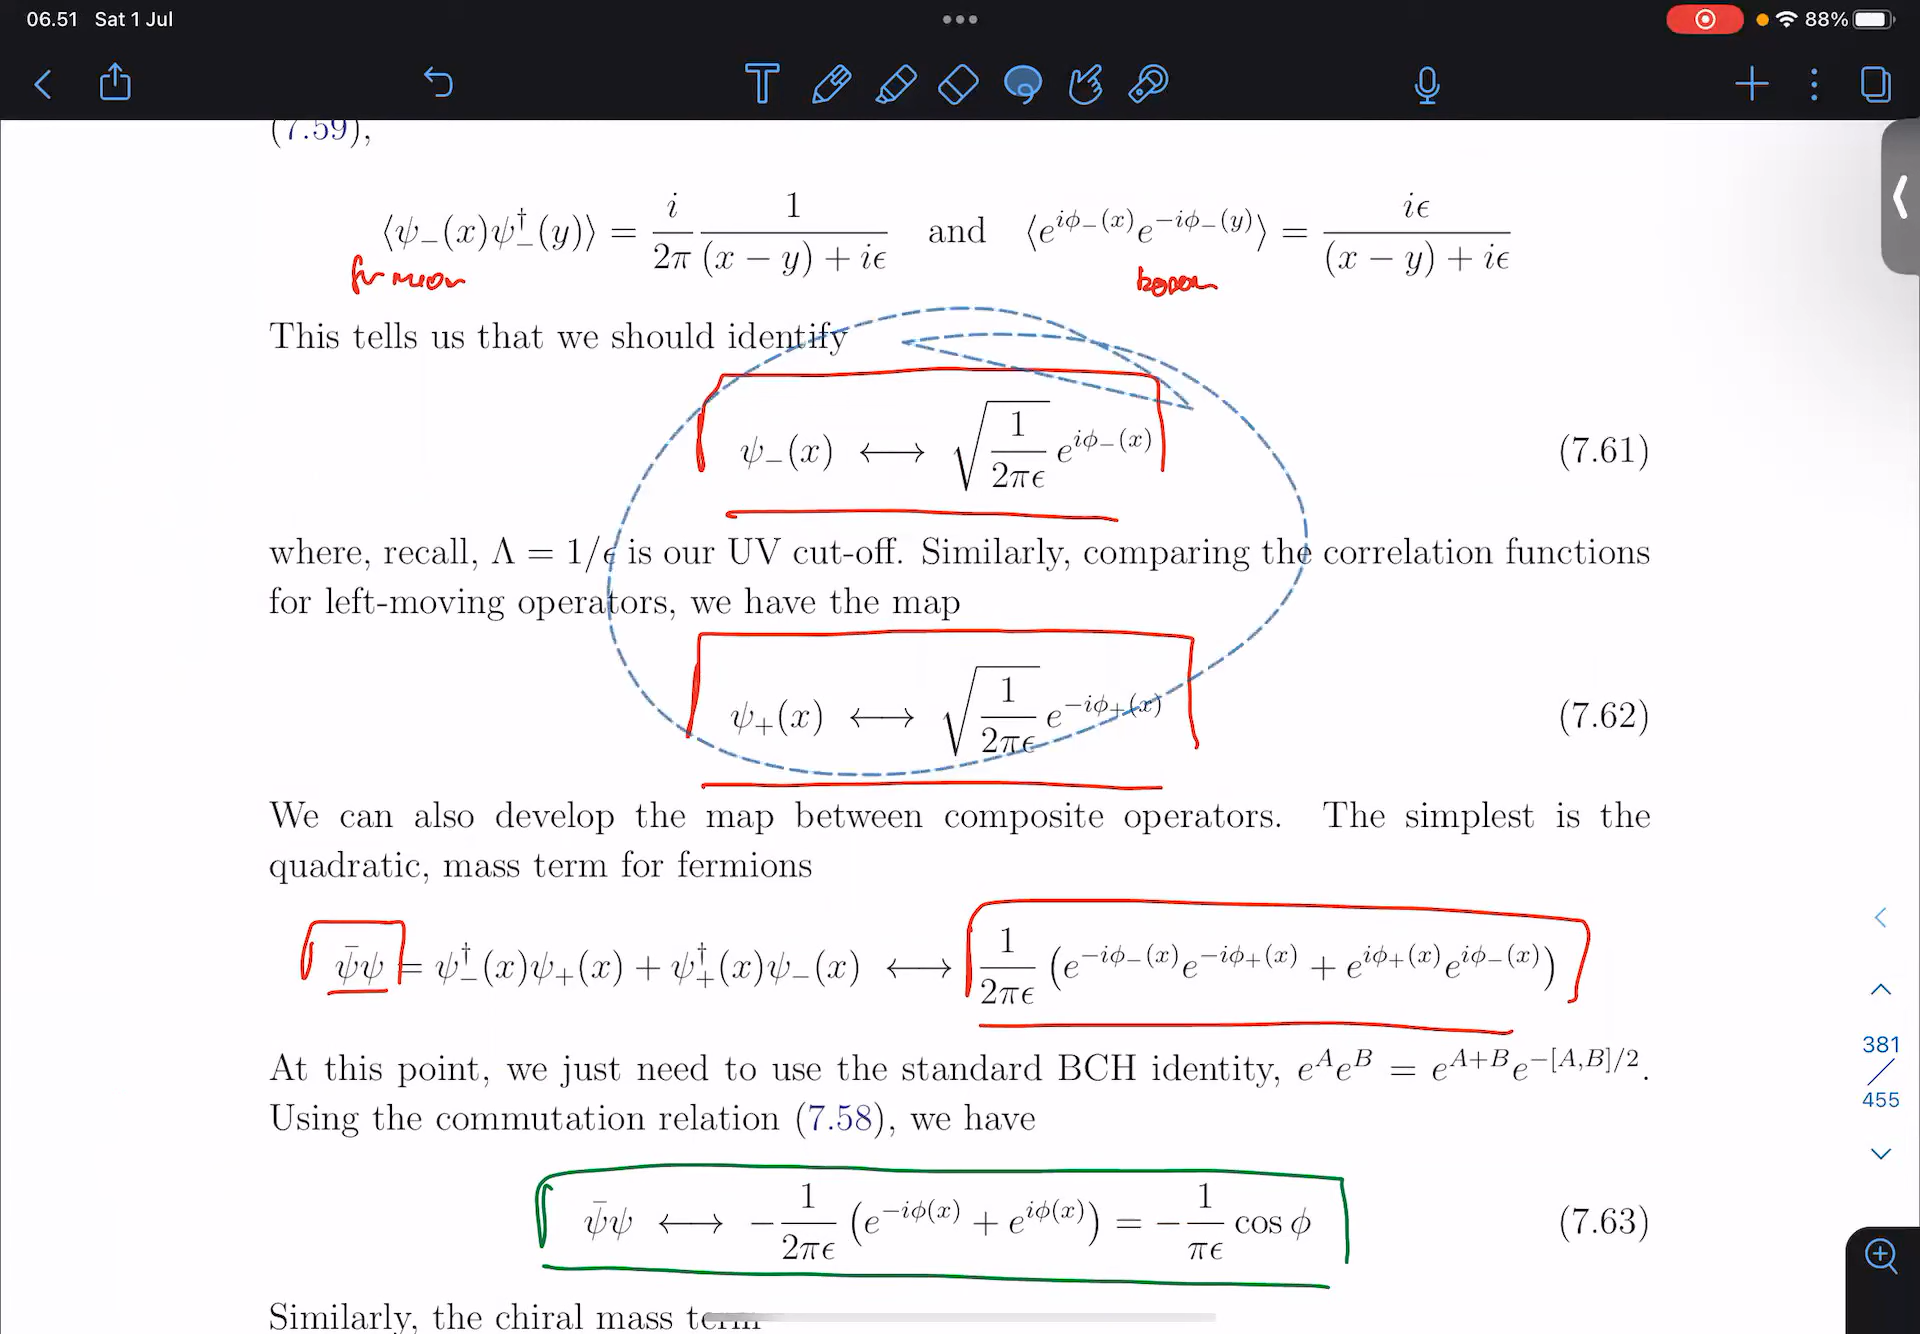 06.51 Sat 1 Jul
88%
(7.59),
⟨ψ₋(x)ψ₋†(y)⟩ = i/2π 1/((x − y) + iϵ) and ⟨e^{iϕ₋(x)}e^{−iϕ₋(y)}⟩ = iϵ/((x − y) + iϵ)
This tells us that we should identify
ψ₋(x) ⟷ √(1/2πϵ) e^{iϕ₋(x)} (7.61)
where, recall, Λ = 1/ϵ is our UV cut-off. Similarly, comparing the correlation functions
for left-moving operators, we have the map
ψ₊(x) ⟷ √(1/2πϵ) e^{−iϕ₊(x)} (7.62)
We can also develop the map between composite operators. The simplest is the
quadratic, mass term for fermions
ψ̄ψ = ψ₋†(x)ψ₊(x) + ψ₊†(x)ψ₋(x) ⟷ 1/2πϵ (e^{−iϕ₋(x)}e^{−iϕ₊(x)} + e^{iϕ₊(x)}e^{iϕ₋(x)})
At this point, we just need to use the standard BCH identity, e^A e^B = e^{A+B}e^{−[A,B]/2}.
Using the commutation relation (7.58), we have
ψ̄ψ ⟷ −1/2πϵ (e^{−iϕ(x)} + e^{iϕ(x)}) = −1/πϵ cos ϕ (7.63)
Similarly, the chiral mass term
381
/
455